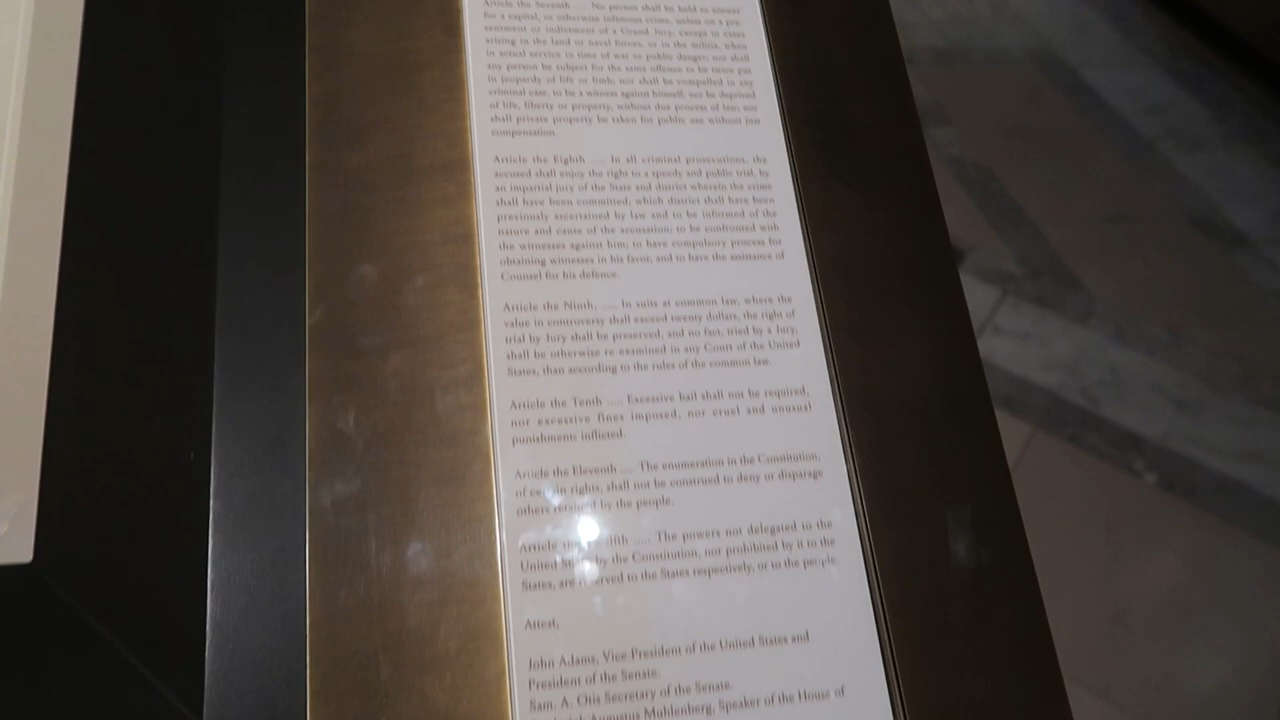 Article the Seventh ..... No person shall be held to answer
for a capital, or otherwise infamous crime, unless on a pre-
sentment or indictment of a Grand Jury, except in cases
arising in the land or naval forces, or in the militia, when
in actual service in time of war or public danger; nor shall
any person be subject for the same offence to be twice put
in jeopardy of life or limb; nor shall be compelled in any
criminal case, to be a witness against himself, nor be deprived
of life, liberty or property, without due process of law; nor
shall private property be taken for public use without just
compensation.
Article the Eighth ..... In all criminal prosecutions, the
accused shall enjoy the right to a speedy and public trial, by
an impartial jury of the State and district wherein the crime
shall have been committed; which district shall have been
previously ascertained by law and to be informed of the
nature and cause of the accusation; to be confronted with
the witnesses against him; to have compulsory process for
obtaining witnesses in his favor, and to have the assistance of
Counsel for his defence.
Article the Ninth, ..... In suits at common law, where the
value in controversy shall exceed twenty dollars, the right of
trial by Jury shall be preserved, and no fact, tried by a Jury,
shall be otherwise re-examined in any Court of the United
States, than according to the rules of the common law.
Article the Tenth ..... Excessive bail shall not be required,
nor excessive fines imposed, nor cruel and unusual
punishments inflicted.
Article the Eleventh ..... The enumeration in the Constitution,
of certain rights, shall not be construed to deny or disparage
others retained by the people.
Article the ..... The powers not delegated to the
United States by the Constitution, nor prohibited by it to the
States, are reserved to the States respectively, or to the people.
Attest,
John Adams, Vice-President of the United States and
President of the Senate.
Sam. A. Otis Secretary of the Senate.
Augustus Muhlenberg, Speaker of the House of